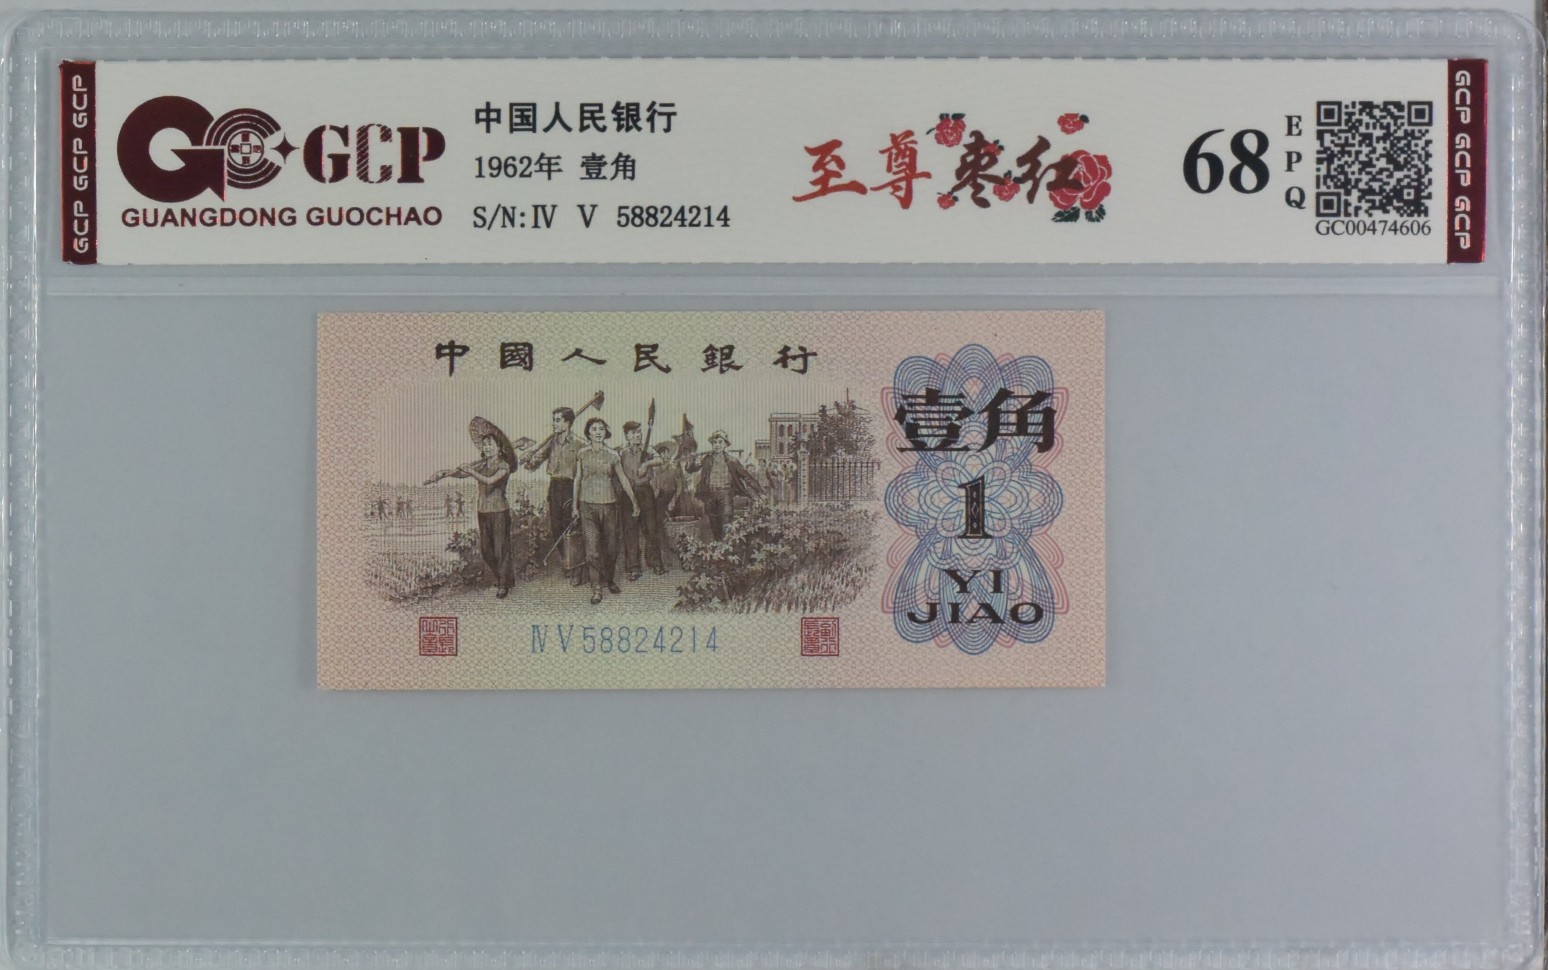 GCP GCP GCP
GCP
GUANGDONG GUOCHAO
中国人民银行
1962年 壹角
S/N:Ⅳ Ⅴ 58824214
至尊枣红
68
EPQ
GC00474606
GCP GCP GCP
中國人民銀行
壹角
1
YI
JIAO
ⅣⅤ58824214